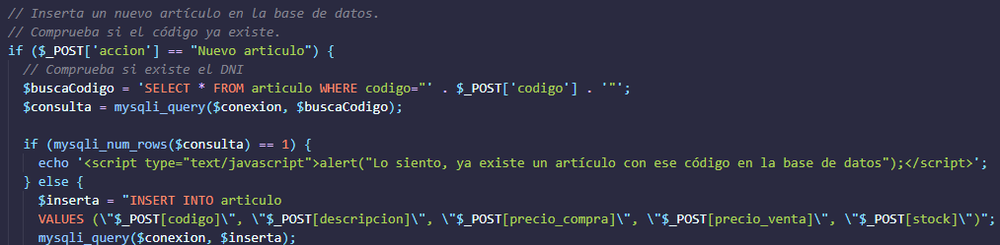 // Inserta un nuevo artículo en la base de datos.
// Comprueba si el código ya existe.
if ($_POST['accion'] == "Nuevo articulo") {
// Comprueba si existe el DNI
$buscaCodigo = 'SELECT * FROM articulo WHERE codigo="' . $_POST['codigo'] . '"';
$consulta = mysqli_query($conexion, $buscaCodigo);
if (mysqli_num_rows($consulta) == 1) {
echo '<script type="text/javascript">alert("Lo siento, ya existe un artículo con ese código en la base de datos");</script>';
} else {
$inserta = "INSERT INTO articulo
VALUES (\"$_POST[codigo]\", \"$_POST[descripcion]\", \"$_POST[precio_compra]\", \"$_POST[precio_venta]\", \"$_POST[stock]\")";
mysqli_query($conexion, $inserta);